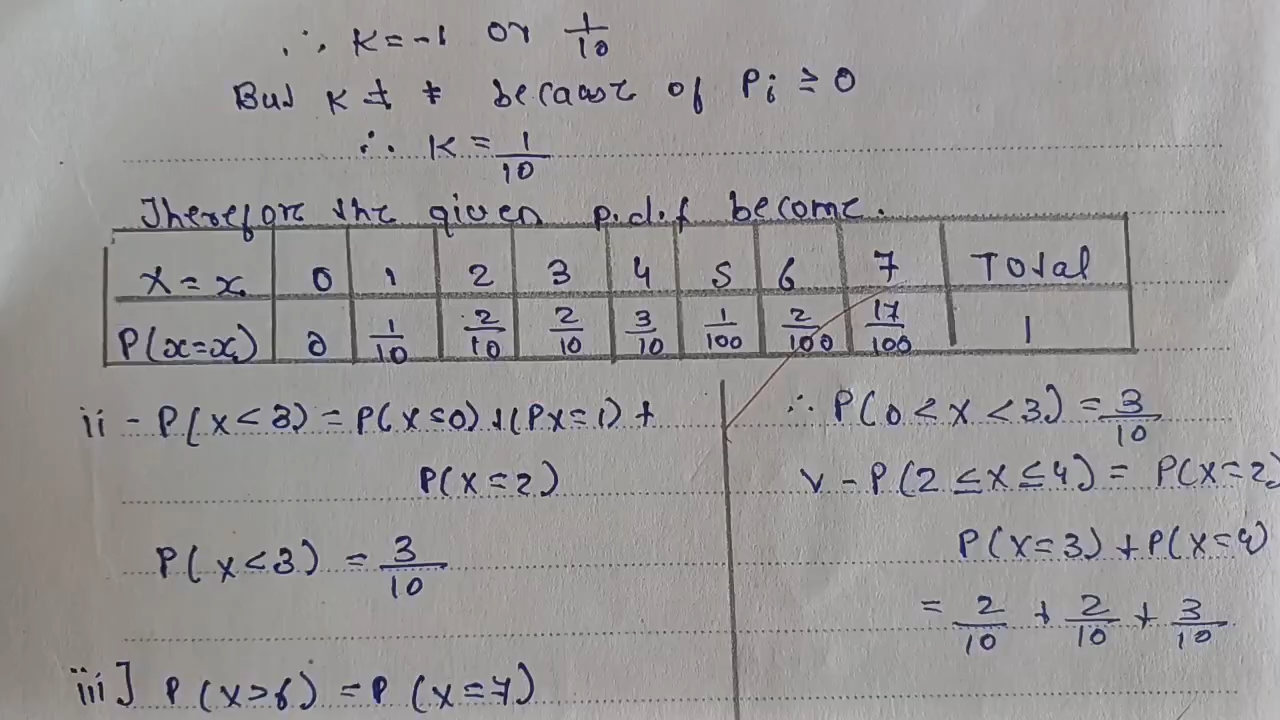 ∴ K = -1 or 1/10
But K ≠ * because of Pi ≥ 0
∴ K = 1/10
Therefore the given p.d.f become.
X = x 0 1 2 3 4 5 6 7 Total
P(x=x) 0 1/10 2/10 2/10 3/10 1/100 2/100 17/100 1
ii - P(X<3) = P(X=0) + (PX=1) +
P(X=2)
P(X<3) = 3/10
iii] P(X>6) = P(X=7)
∴ P(0<X<3) = 3/10
v - P(2≤X≤4) = P(X=2)
P(X=3) + P(X=4)
= 2/10 + 2/10 + 3/10